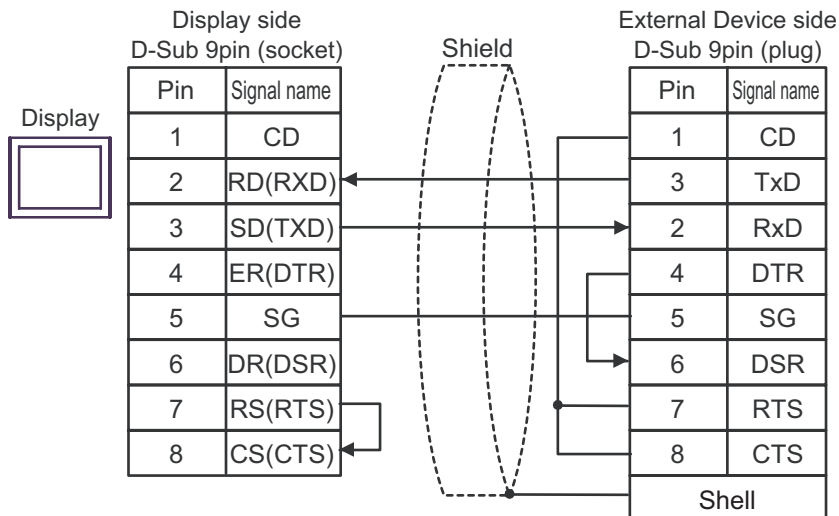 Display side
D-Sub 9pin (socket)
Shield
External Device side
D-Sub 9pin (plug)
Display
Pin Signal name
1 CD
2 RD(RXD)
3 SD(TXD)
4 ER(DTR)
5 SG
6 DR(DSR)
7 RS(RTS)
8 CS(CTS)
Pin Signal name
1 CD
3 TxD
2 RxD
4 DTR
5 SG
6 DSR
7 RTS
8 CTS
Shell